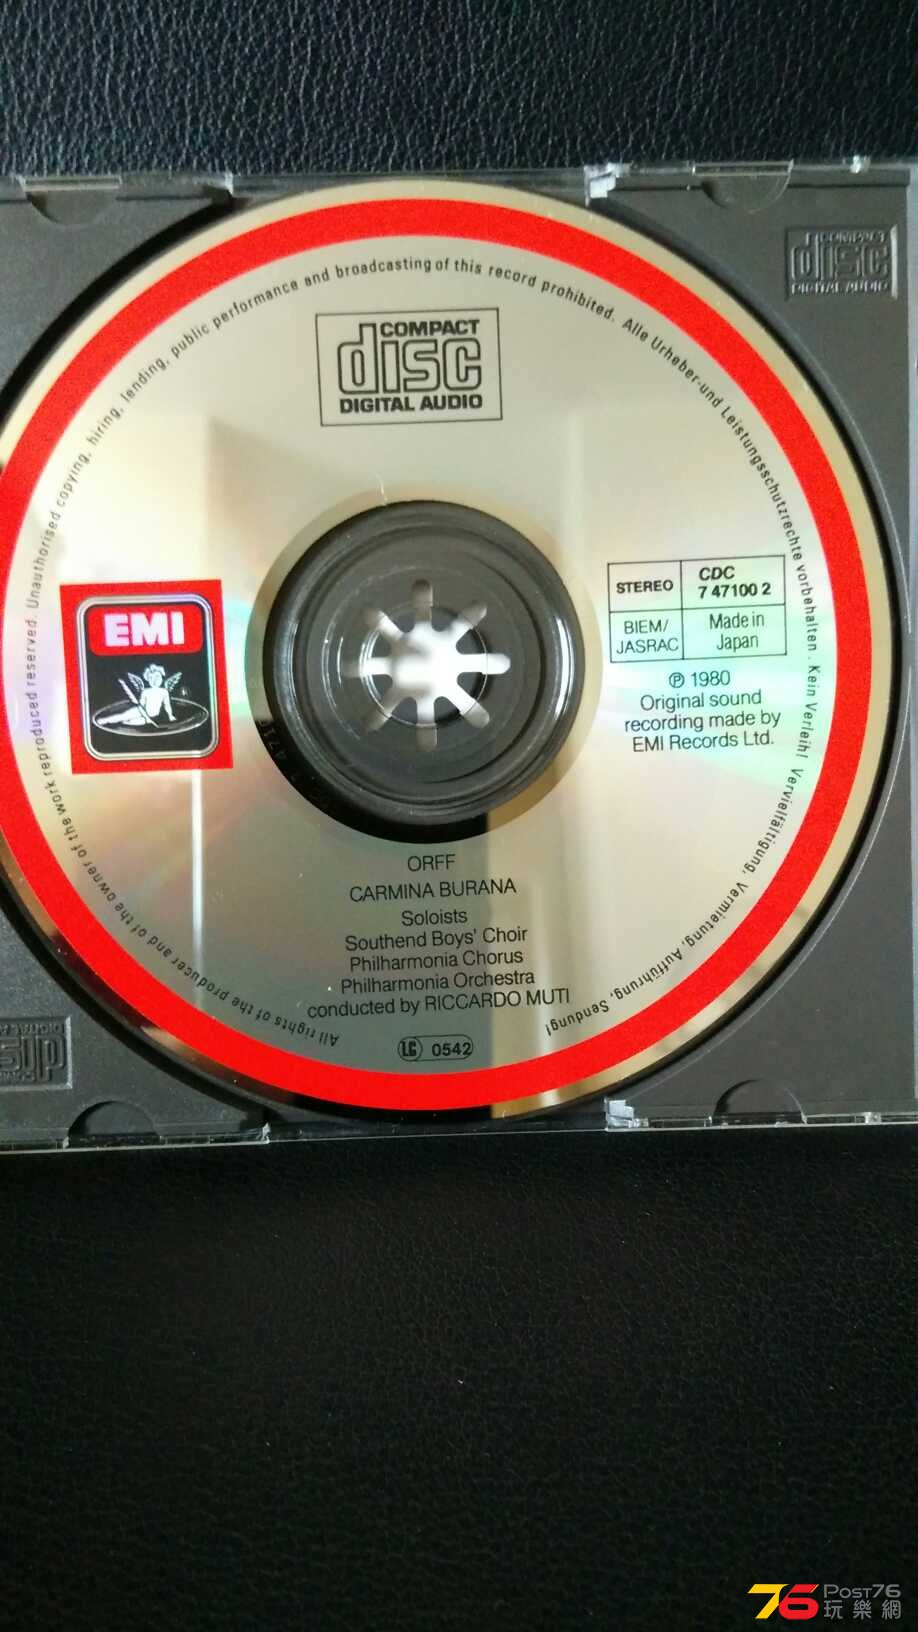 All rights of the producer and of the owner of the work reproduced reserved. Unauthorised copying, hiring, lending, public performance and broadcasting of this record prohibited. Alle Urheber-und Leistungsschutzrechte vorbehalten. Kein Verleih! Vervielfältigung, Vermietung, Aufführung, Sendung!
COMPACT
disc
DIGITAL AUDIO
COMPACT
disc
DIGITAL AUDIO
EMI
STEREO
CDC
7 47100 2
BIEM/
JASRAC
Made in
Japan
℗ 1980
Original sound
recording made by
EMI Records Ltd.
ORFF
CARMINA BURANA
Soloists
Southend Boys' Choir
Philharmonia Chorus
Philharmonia Orchestra
conducted by RICCARDO MUTI
LC 0542
disc
76 POST76
玩樂網